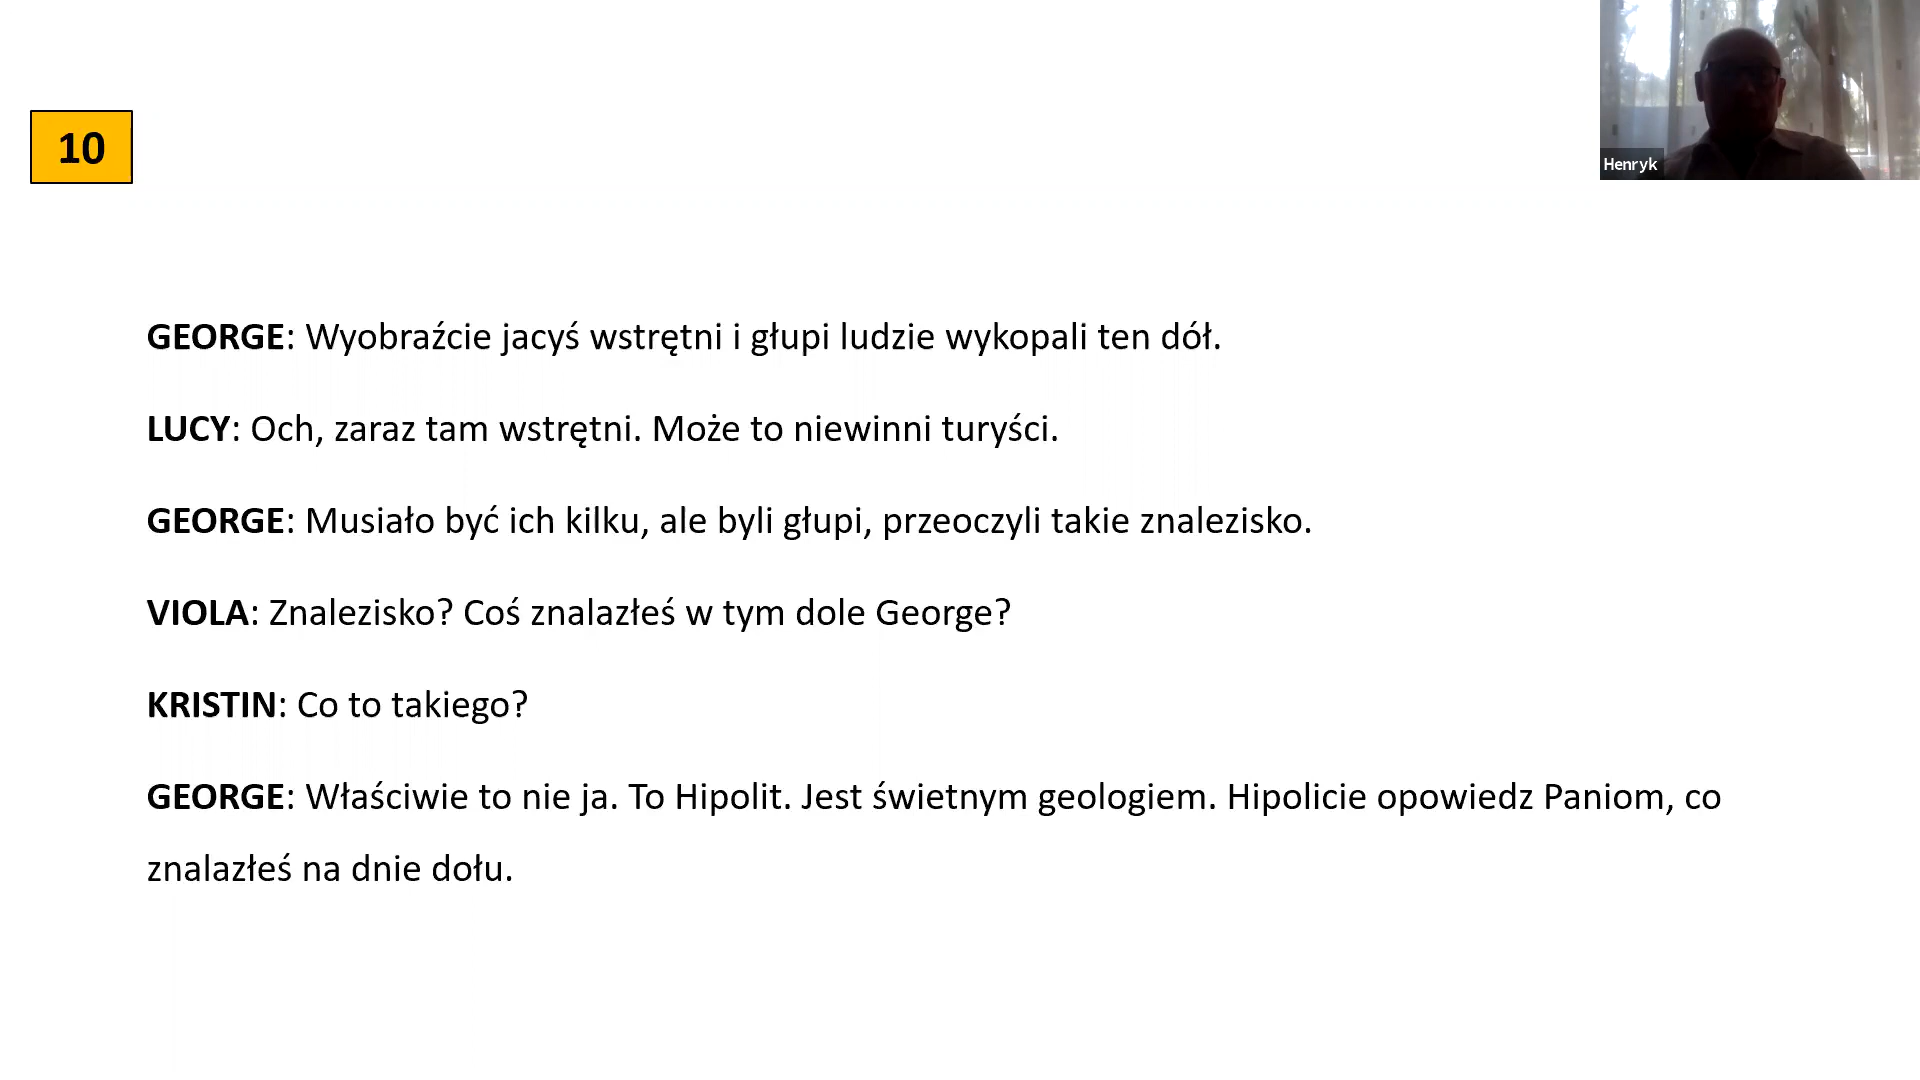 Henryk
10
GEORGE: Wyobraźcie jacyś wstrętni i głupi ludzie wykopali ten dół.
LUCY: Och, zaraz tam wstrętni. Może to niewinni turyści.
GEORGE: Musiało być ich kilku, ale byli głupi, przeoczyli takie znalezisko.
VIOLA: Znalezisko? Coś znalazłeś w tym dole George?
KRISTIN: Co to takiego?
GEORGE: Właściwie to nie ja. To Hipolit. Jest świetnym geologiem. Hipolicie opowiedz Paniom, co
znalazłeś na dnie dołu.